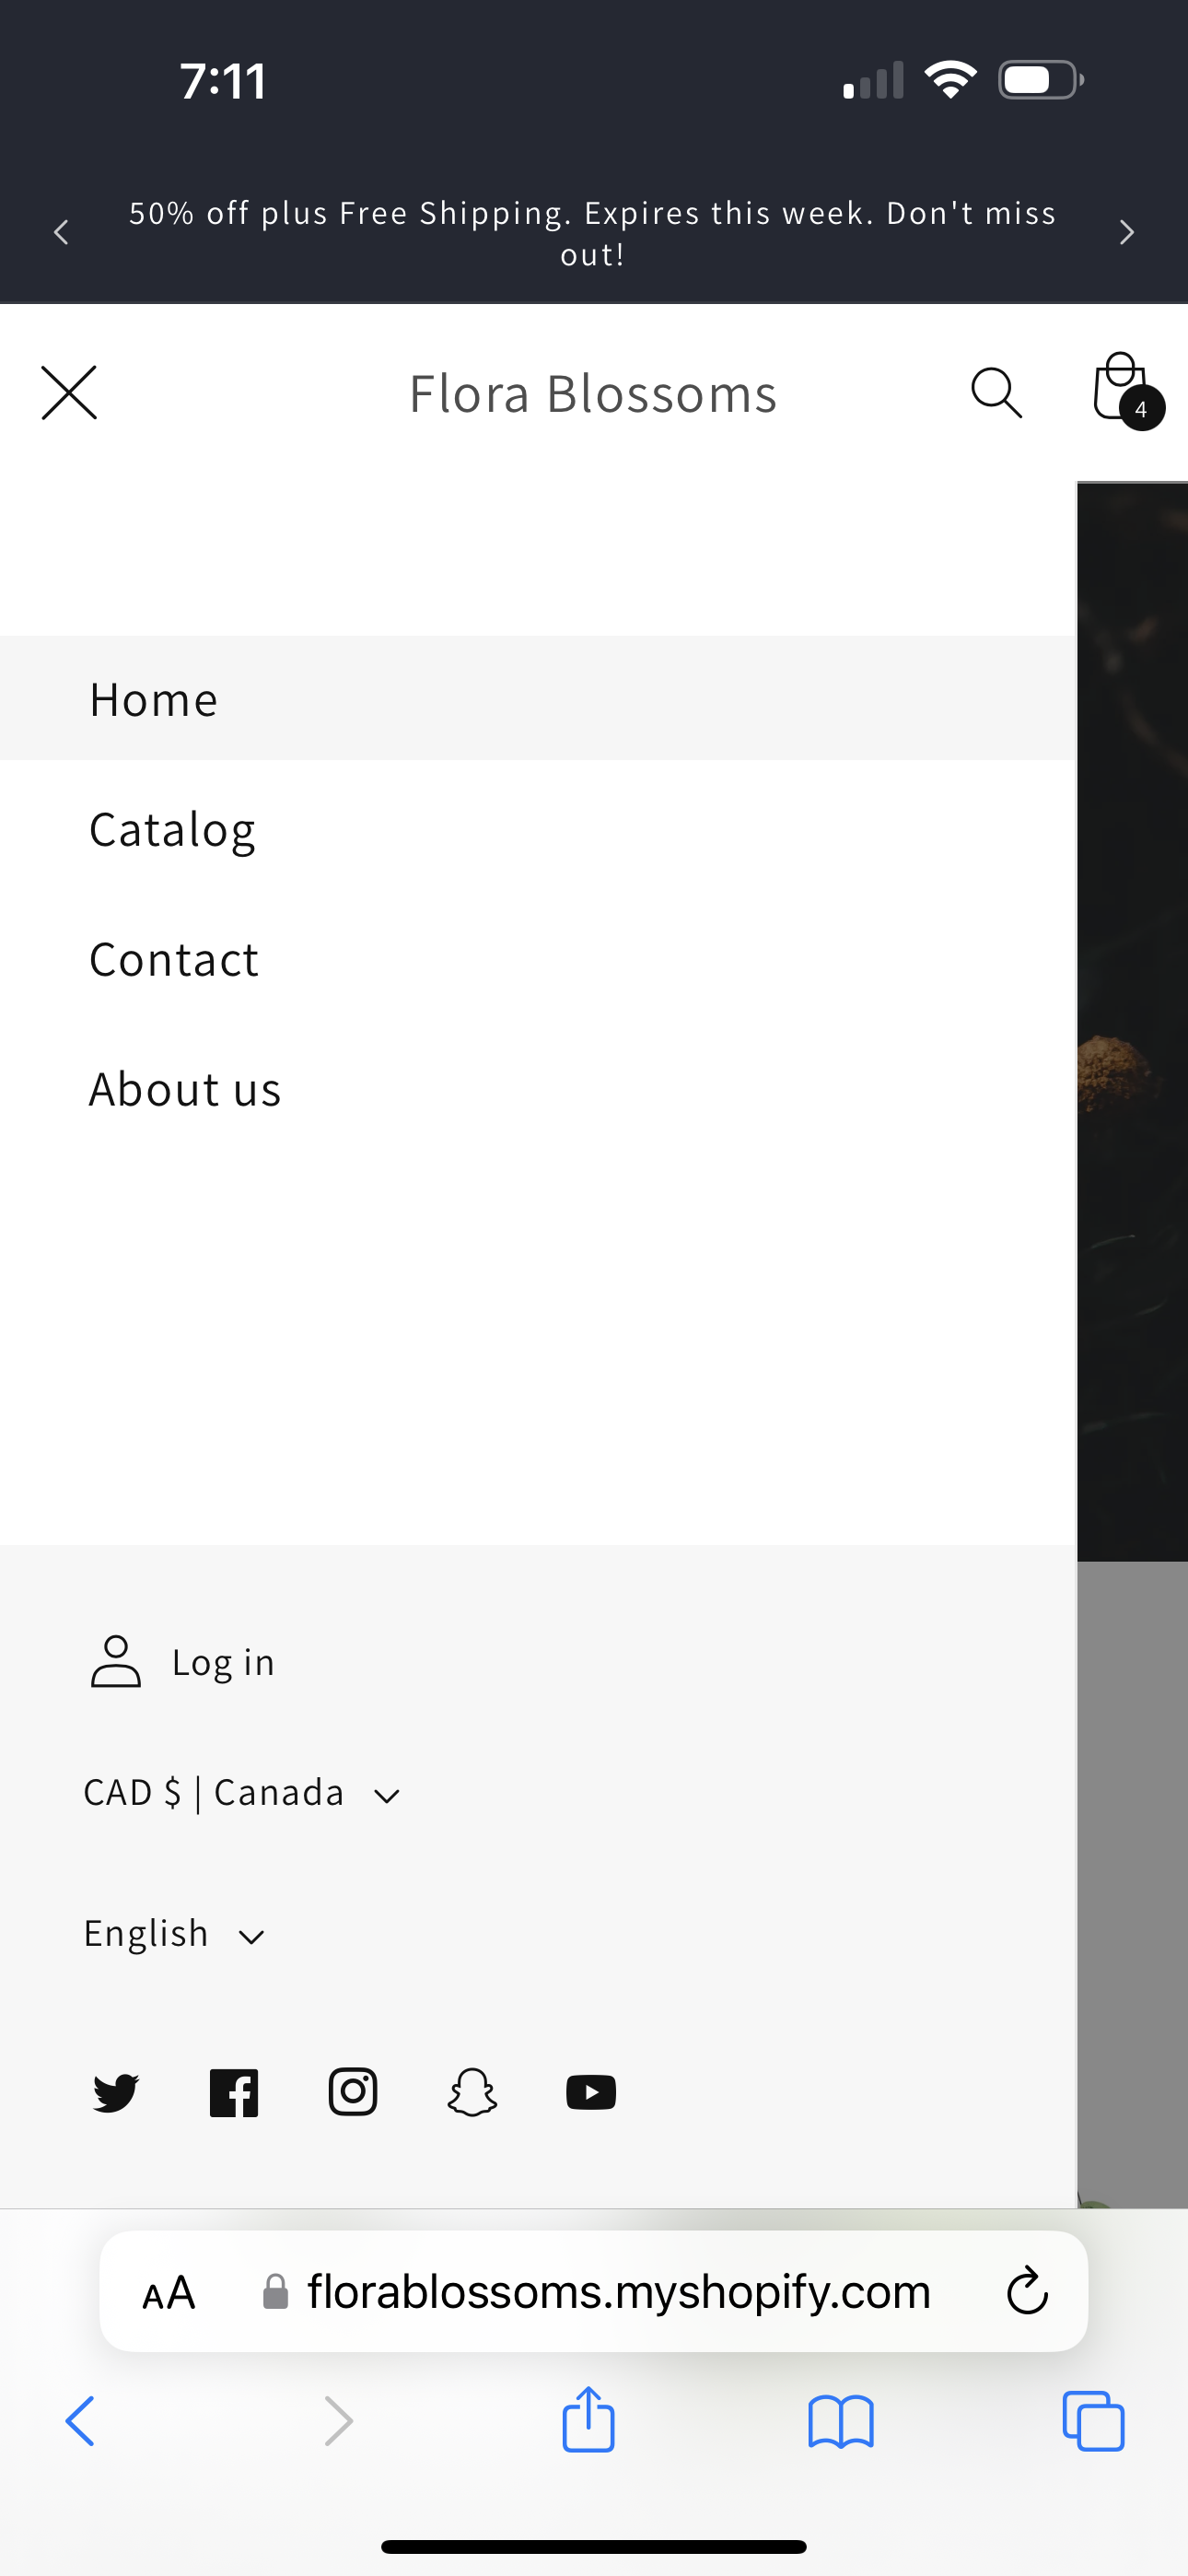 7:11
50% off plus Free Shipping. Expires this week. Don't miss
out!
Flora Blossoms
4
Home
Catalog
Contact
About us
Log in
CAD $ | Canada
English
AA
florablossoms.myshopify.com